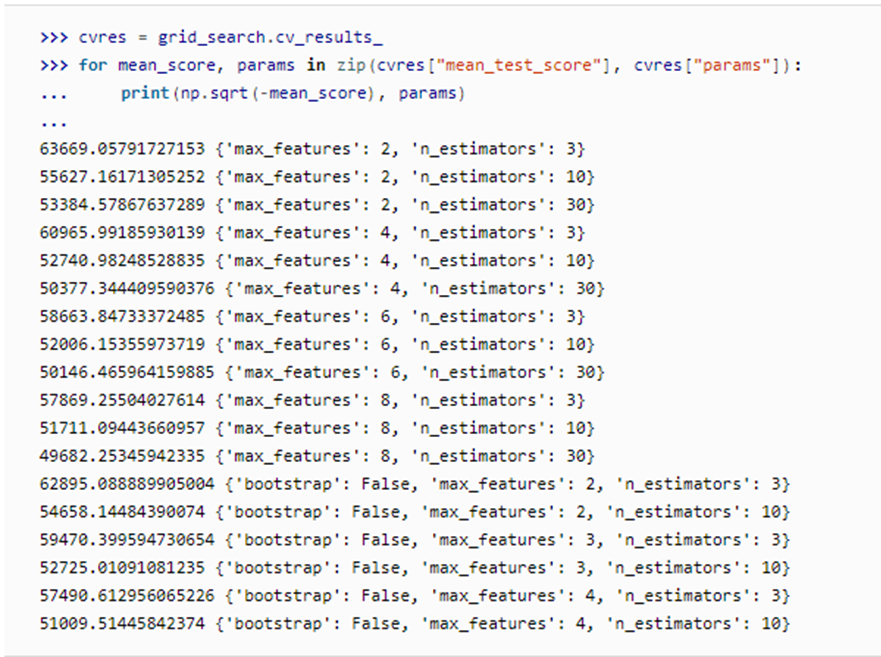 >>> cvres = grid_search.cv_results_
>>> for mean_score, params in zip(cvres["mean_test_score"], cvres["params"]):
...     print(np.sqrt(-mean_score), params)
...
63669.05791727153 {'max_features': 2, 'n_estimators': 3}
55627.16171305252 {'max_features': 2, 'n_estimators': 10}
53384.57867637289 {'max_features': 2, 'n_estimators': 30}
60965.99185930139 {'max_features': 4, 'n_estimators': 3}
52740.98248528835 {'max_features': 4, 'n_estimators': 10}
50377.344409590376 {'max_features': 4, 'n_estimators': 30}
58663.84733372485 {'max_features': 6, 'n_estimators': 3}
52006.15355973719 {'max_features': 6, 'n_estimators': 10}
50146.465964159885 {'max_features': 6, 'n_estimators': 30}
57869.25504027614 {'max_features': 8, 'n_estimators': 3}
51711.09443660957 {'max_features': 8, 'n_estimators': 10}
49682.25345942335 {'max_features': 8, 'n_estimators': 30}
62895.088889905004 {'bootstrap': False, 'max_features': 2, 'n_estimators': 3}
54658.14484390074 {'bootstrap': False, 'max_features': 2, 'n_estimators': 10}
59470.399594730654 {'bootstrap': False, 'max_features': 3, 'n_estimators': 3}
52725.01091081235 {'bootstrap': False, 'max_features': 3, 'n_estimators': 10}
57490.612956065226 {'bootstrap': False, 'max_features': 4, 'n_estimators': 3}
51009.51445842374 {'bootstrap': False, 'max_features': 4, 'n_estimators': 10}